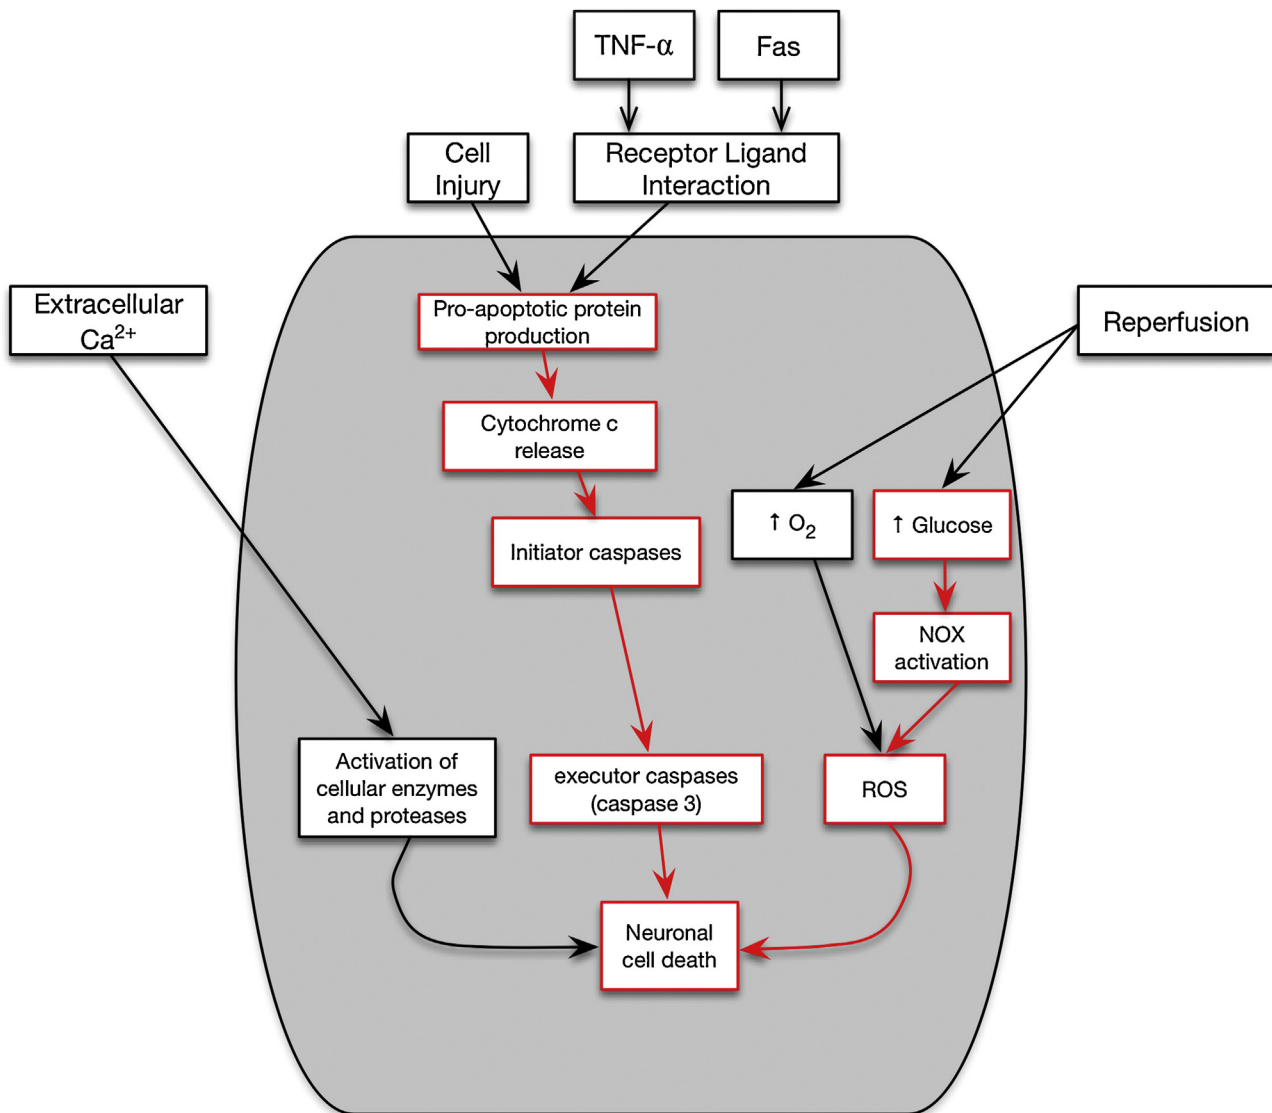 TNF-α
Fas
Cell
Injury
Receptor Ligand
Interaction
Extracellular
Ca²⁺
Pro-apoptotic protein
production
Reperfusion
Cytochrome c
release
Initiator caspases
↑ O₂
↑ Glucose
NOX
activation
Activation of
cellular enzymes
and proteases
executor caspases
(caspase 3)
ROS
Neuronal
cell death